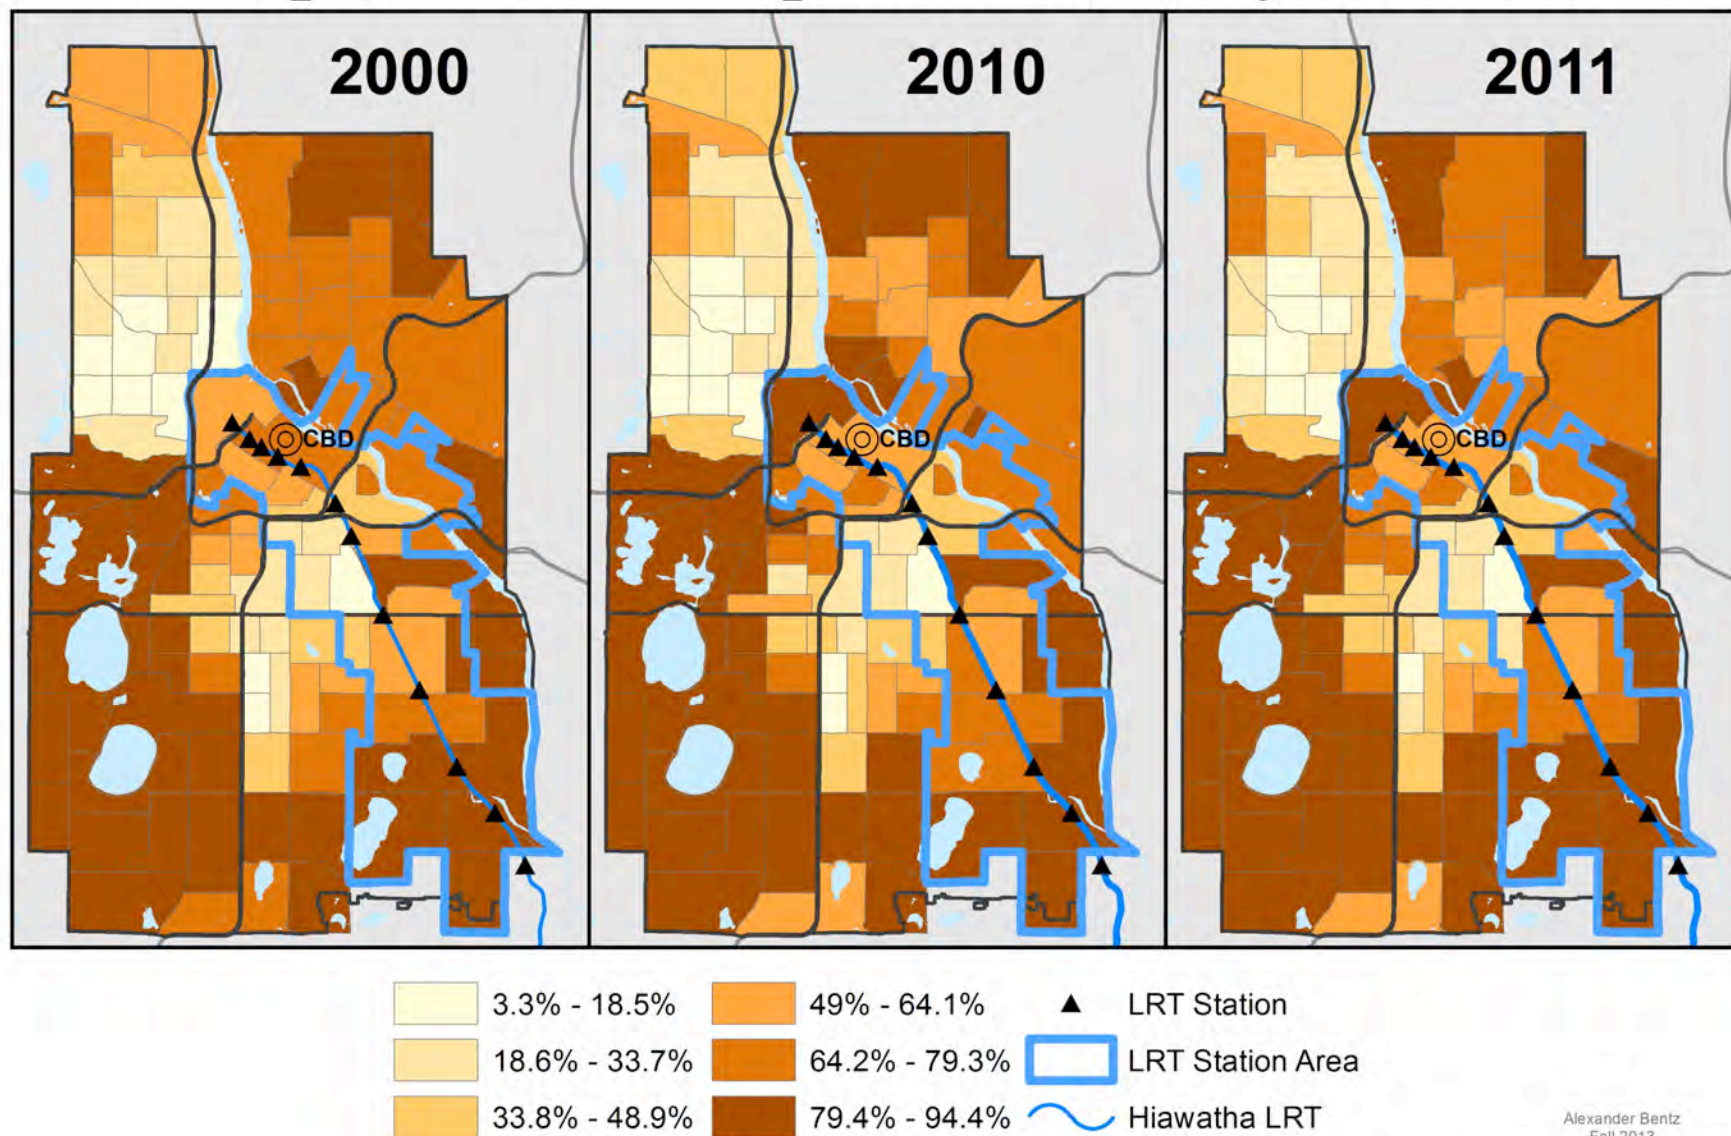 2000
2010
2011
CBD
CBD
CBD
3.3% - 18.5%
49% - 64.1%
LRT Station
18.6% - 33.7%
64.2% - 79.3%
LRT Station Area
33.8% - 48.9%
79.4% - 94.4%
Hiawatha LRT
Alexander Bentz
Fall 2013